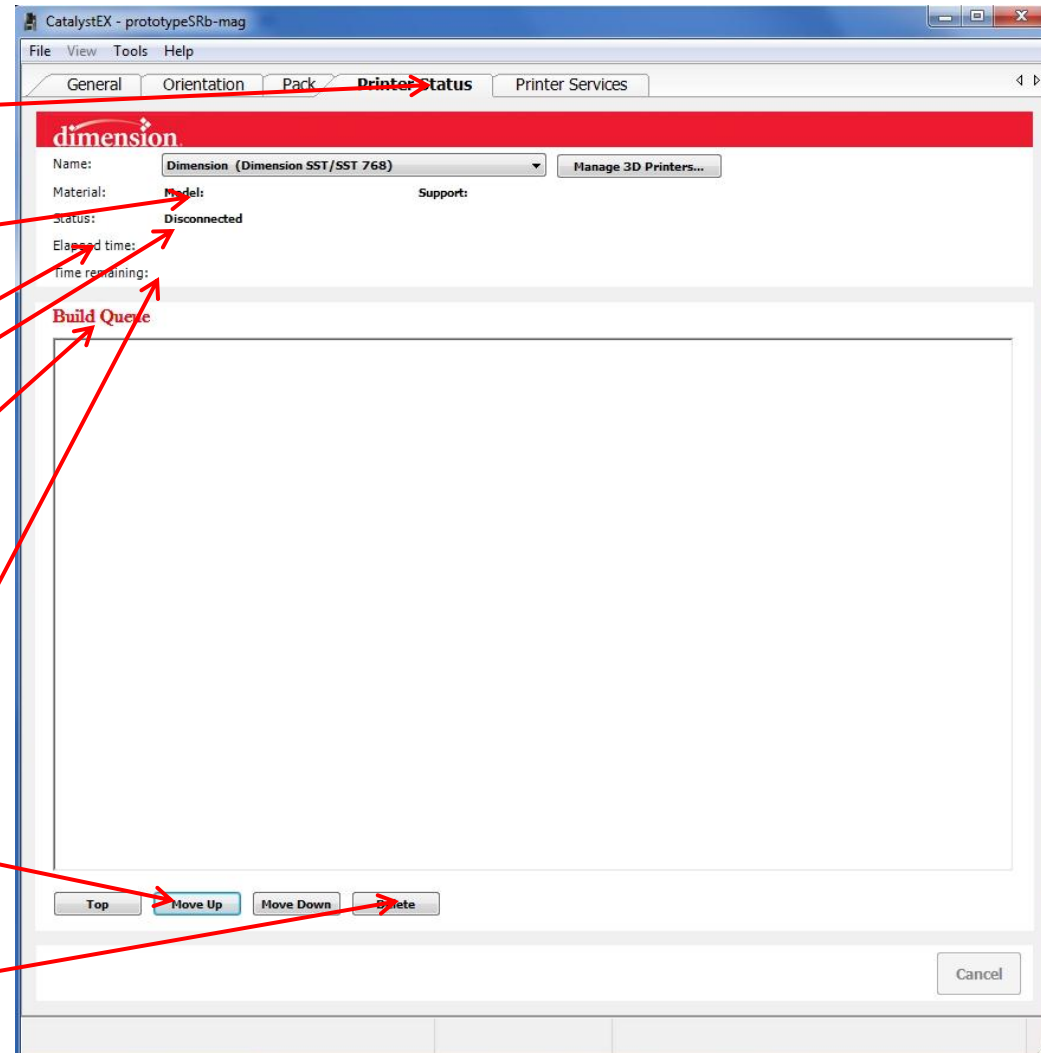 CatalystEX - prototypeSRb-mag
File View Tools Help
General Orientation Pack Printer Status Printer Services
dimension
Name: Dimension (Dimension SST/SST 768) Manage 3D Printers...
Material: Model: Support:
Status: Disconnected
Elapsed time:
Time remaining:
Build Queue
Top Move Up Move Down Delete
Cancel